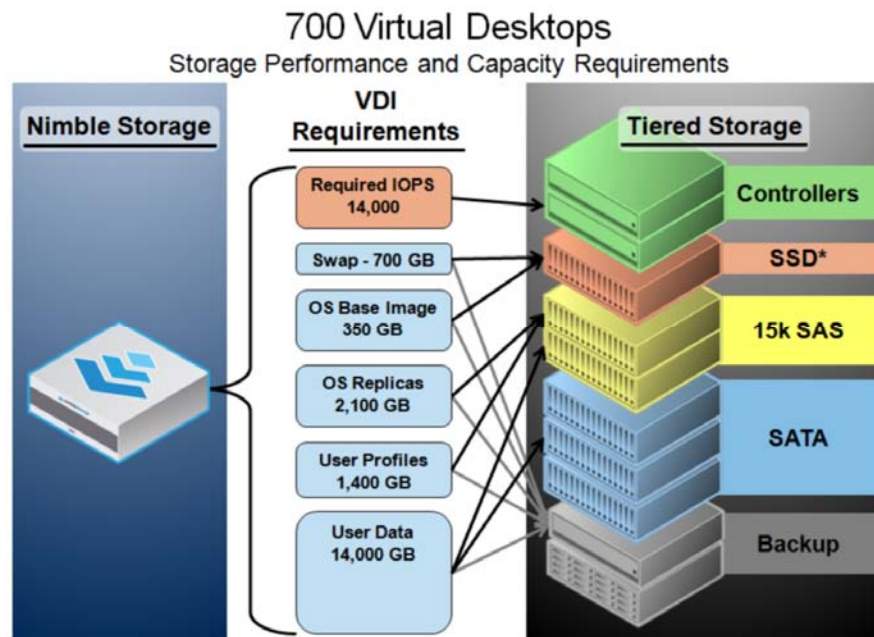 700 Virtual Desktops
Storage Performance and Capacity Requirements
Nimble Storage
VDI
Requirements
Required IOPS
14,000
Swap - 700 GB
OS Base Image
350 GB
OS Replicas
2,100 GB
User Profiles
1,400 GB
User Data
14,000 GB
Tiered Storage
Controllers
SSD*
15k SAS
SATA
Backup